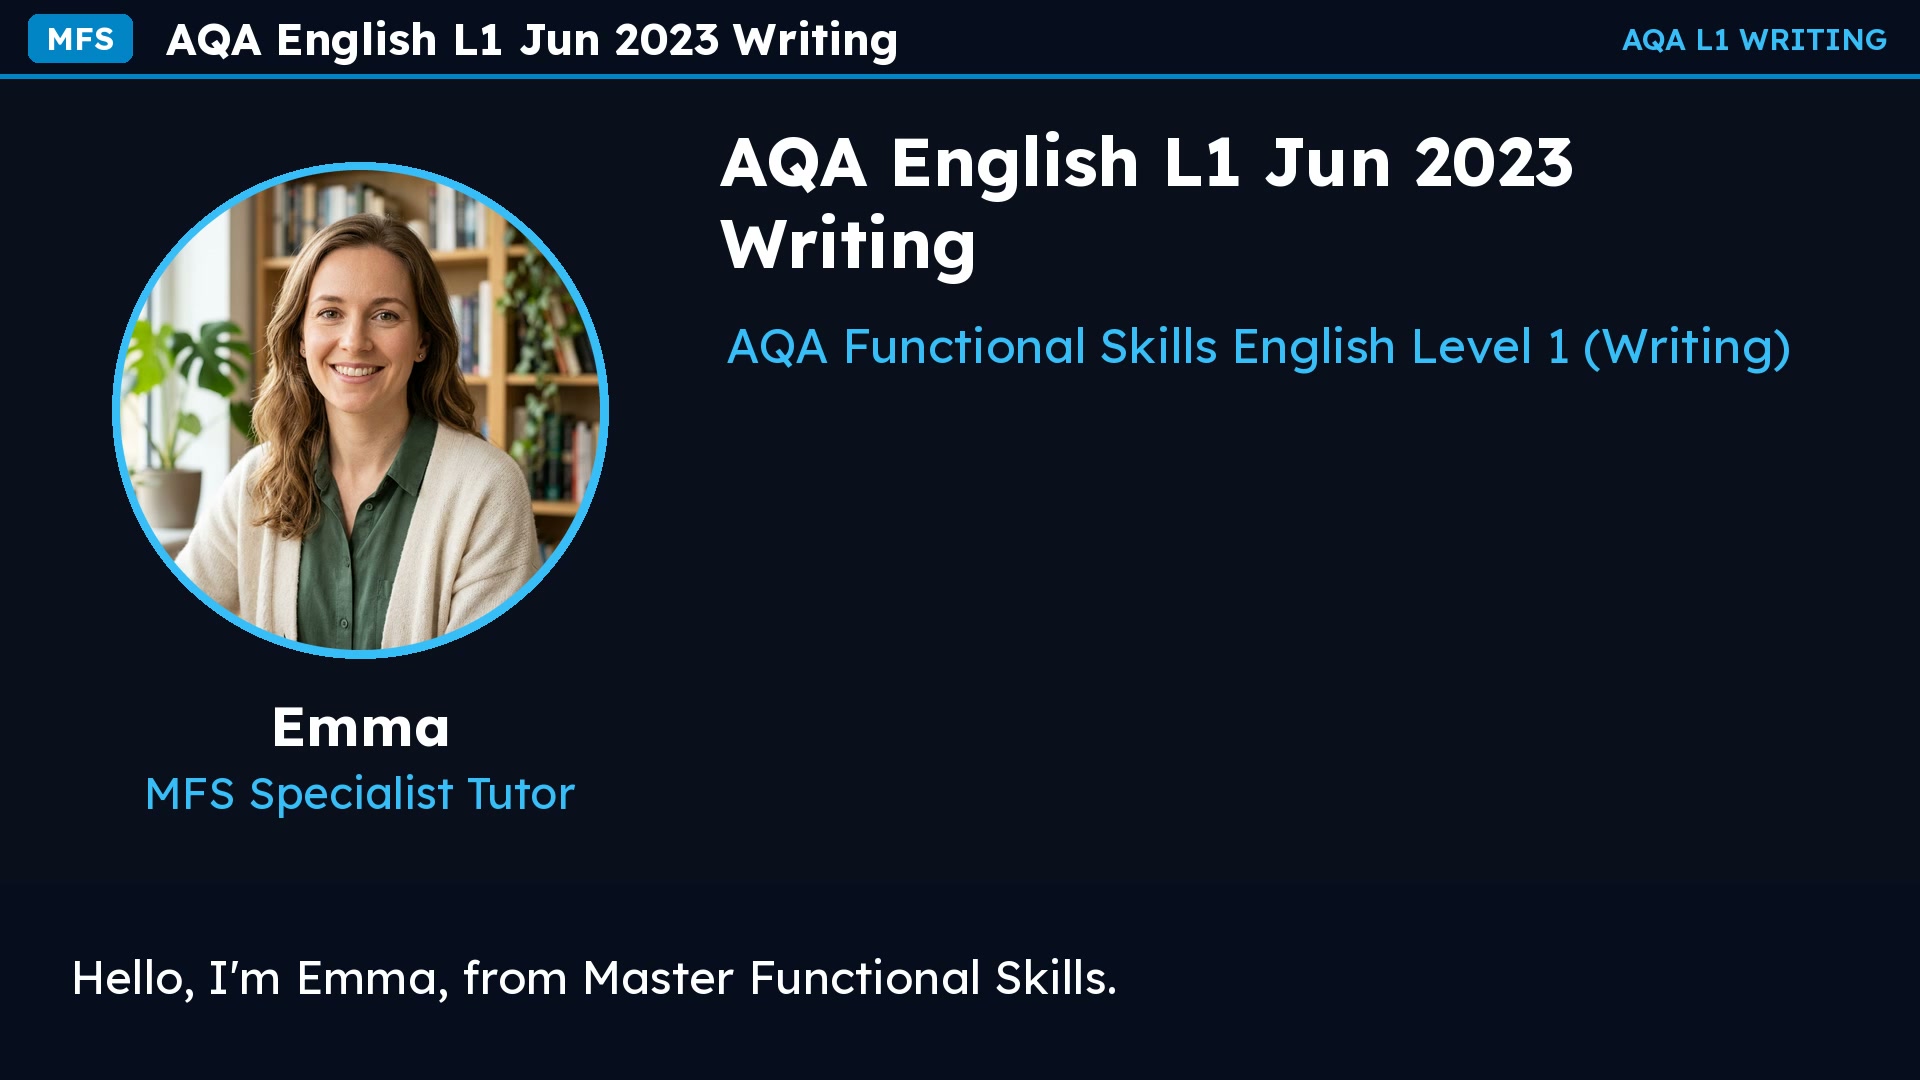 MFS
AQA English L1 Jun 2023 Writing
AQA L1 WRITING
AQA English L1 Jun 2023
Writing
AQA Functional Skills English Level 1 (Writing)
Emma
MFS Specialist Tutor
Hello, I'm Emma, from Master Functional Skills.